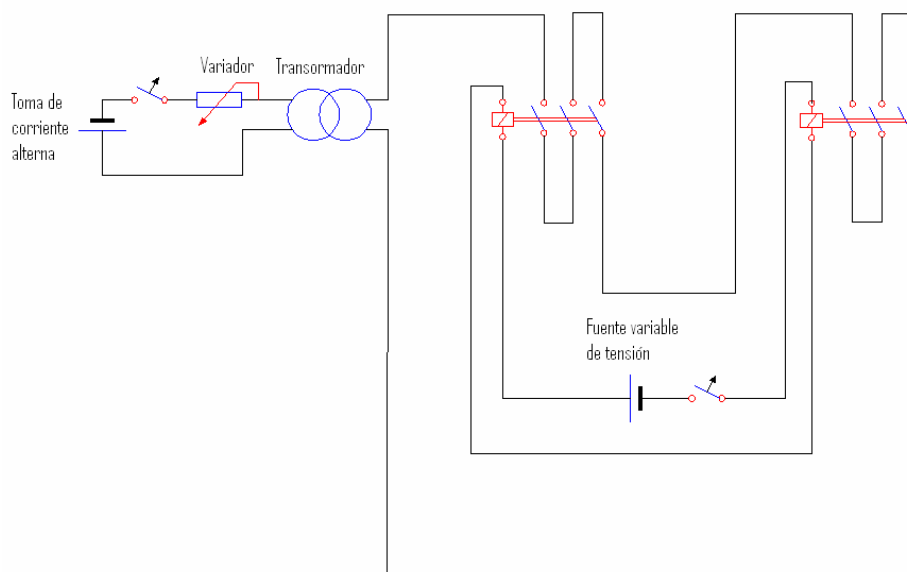 Variador
Transormador
Toma de
corriente
alterna
Fuente variable
de tensión